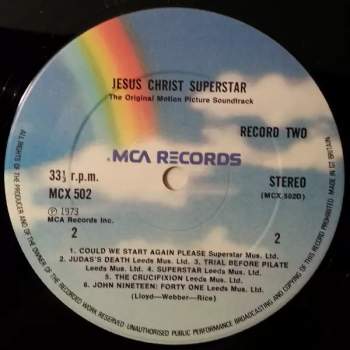 JESUS CHRIST SUPERSTAR
The Original Motion Picture Soundtrack
RECORD TWO
MCA RECORDS
33⅓ r.p.m.
MCX 502
STEREO
(MCX.502D)
Ⓟ 1973
MCA Records Inc.
2
2
1. COULD WE START AGAIN PLEASE Superstar Mus. Ltd.
2. JUDAS'S DEATH Leeds Mus. Ltd. 3. TRIAL BEFORE PILATE
Leeds Mus. Ltd. 4. SUPERSTAR Leeds Mus. Ltd.
5. THE CRUCIFIXION Leeds Mus. Ltd.
6. JOHN NINETEEN: FORTY ONE Leeds Mus. Ltd.
(Lloyd-Webber-Rice)
ALL RIGHTS OF THE PRODUCER AND OF THE OWNER OF THE RECORDED WORK RESERVED UNAUTHORISED PUBLIC PERFORMANCE BROADCASTING AND COPYING OF THIS RECORD PROHIBITED. MADE IN GT. BRITAIN